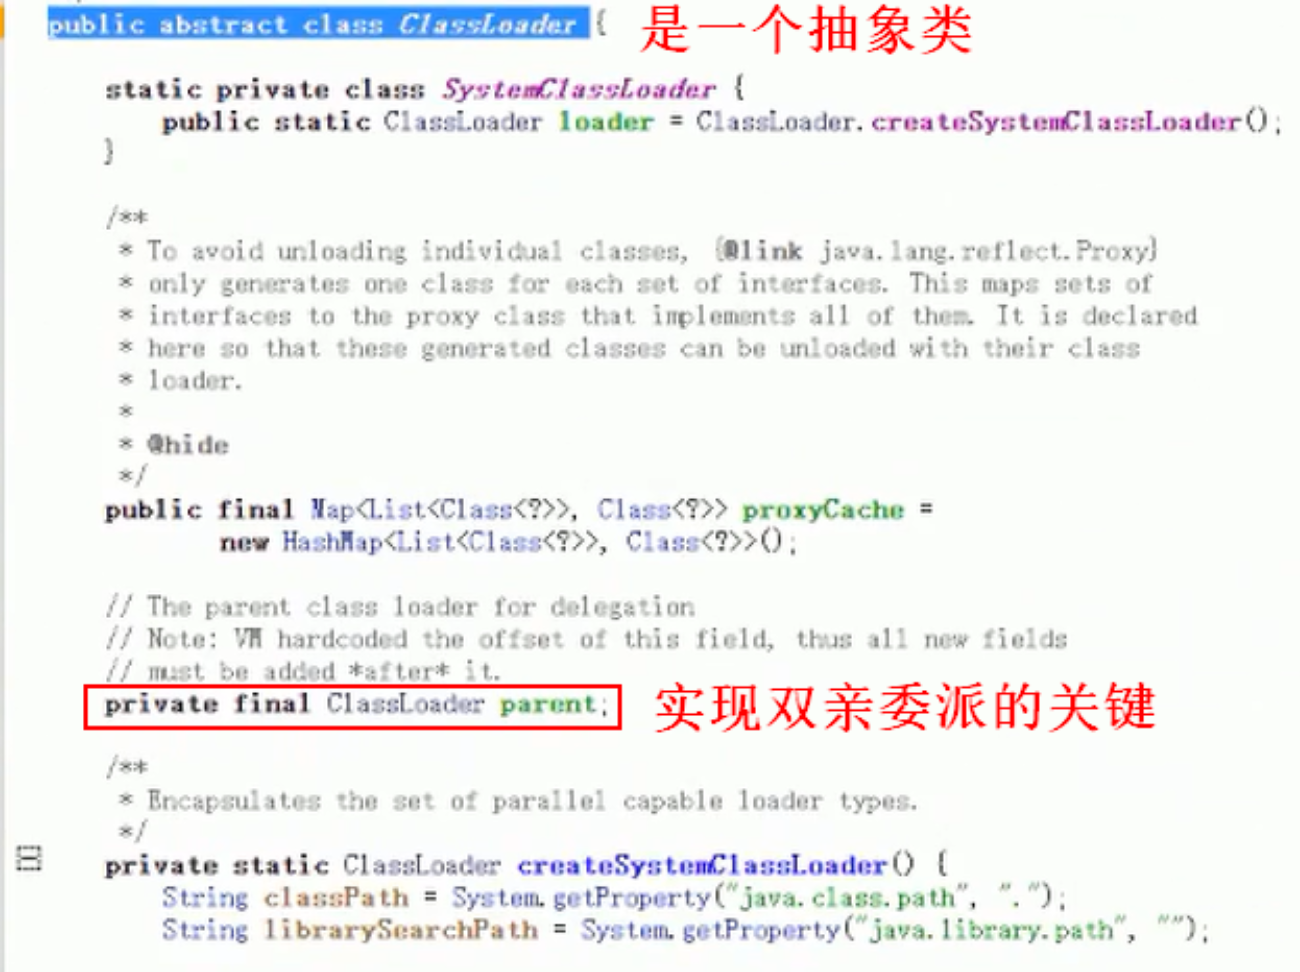 public abstract class ClassLoader { 是一个抽象类
static private class SystemClassLoader {
public static ClassLoader loader = ClassLoader.createSystemClassLoader();
}
/**
* To avoid unloading individual classes, {@link java.lang.reflect.Proxy}
* only generates one class for each set of interfaces. This maps sets of
* interfaces to the proxy class that implements all of them. It is declared
* here so that these generated classes can be unloaded with their class
* loader.
*
* @hide
*/
public final Map<List<Class<?>>, Class<?>> proxyCache =
new HashMap<List<Class<?>>, Class<?>>();
// The parent class loader for delegation
// Note: VM hardcoded the offset of this field, thus all new fields
// must be added *after* it.
private final ClassLoader parent; 实现双亲委派的关键
/**
* Encapsulates the set of parallel capable loader types.
*/
private static ClassLoader createSystemClassLoader() {
String classPath = System.getProperty("java.class.path", ".");
String librarySearchPath = System.getProperty("java.library.path", "");